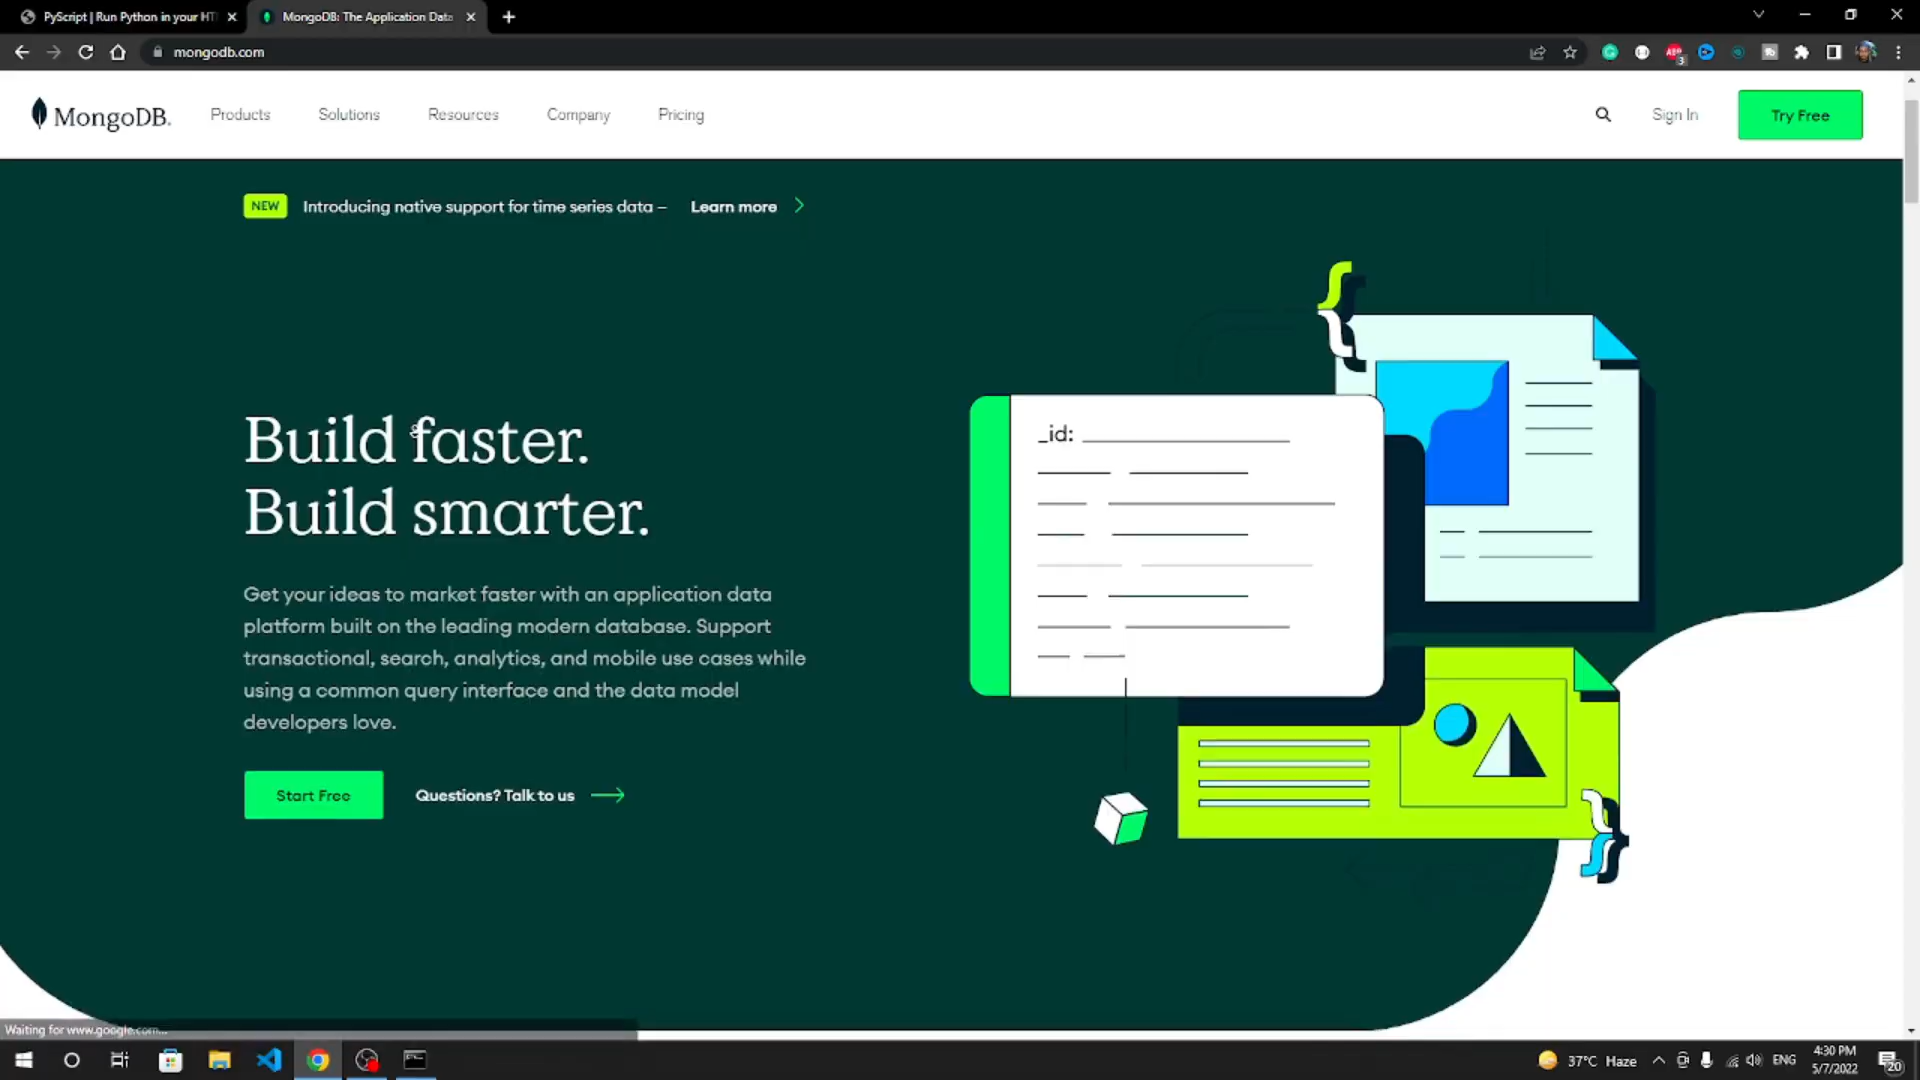 PyScript | Run Python in your HT
MongoDB: The Application Data
mongodb.com
3
MongoDB.
Products
Solutions
Resources
Company
Pricing
Sign In
Try Free
NEW
Introducing native support for time series data –
Learn more
Build faster.
Build smarter.
Get your ideas to market faster with an application data
platform built on the leading modern database. Support
transactional, search, analytics, and mobile use cases while
using a common query interface and the data model
developers love.
Start Free
Questions? Talk to us
_id:
Waiting for www.google.com...
37°C Haze
ENG
4:30 PM
5/7/2022
20